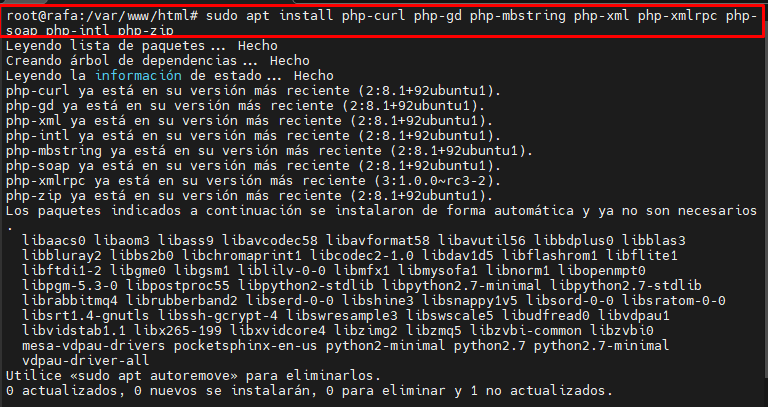 root@rafa:/var/www/html# sudo apt install php-curl php-gd php-mbstring php-xml php-xmlrpc php-
soap php-intl php-zip
Leyendo lista de paquetes... Hecho
Creando árbol de dependencias... Hecho
Leyendo la información de estado... Hecho
php-curl ya está en su versión más reciente (2:8.1+92ubuntu1).
php-gd ya está en su versión más reciente (2:8.1+92ubuntu1).
php-xml ya está en su versión más reciente (2:8.1+92ubuntu1).
php-intl ya está en su versión más reciente (2:8.1+92ubuntu1).
php-mbstring ya está en su versión más reciente (2:8.1+92ubuntu1).
php-soap ya está en su versión más reciente (2:8.1+92ubuntu1).
php-xmlrpc ya está en su versión más reciente (3:1.0.0~rc3-2).
php-zip ya está en su versión más reciente (2:8.1+92ubuntu1).
Los paquetes indicados a continuación se instalaron de forma automática y ya no son necesarios
.
libaacs0 libaom3 libass9 libavcodec58 libavformat58 libavutil56 libbdplus0 libblas3
libbluray2 libbs2b0 libchromaprint1 libcodec2-1.0 libdav1d5 libflashrom1 libflite1
libftdi1-2 libgme0 libgsm1 liblilv-0-0 libmfx1 libmysofa1 libnorm1 libopenmpt0
libpgm-5.3-0 libpostproc55 libpython2-stdlib libpython2.7-minimal libpython2.7-stdlib
librabbitmq4 librubberband2 libserd-0-0 libshine3 libsnappy1v5 libsord-0-0 libsratom-0-0
libsrt1.4-gnutls libssh-gcrypt-4 libswresample3 libswscale5 libudfread0 libvdpau1
libvidstab1.1 libx265-199 libxvidcore4 libzimg2 libzmq5 libzvbi-common libzvbi0
mesa-vdpau-drivers pocketsphinx-en-us python2-minimal python2.7 python2.7-minimal
vdpau-driver-all
Utilice «sudo apt autoremove» para eliminarlos.
0 actualizados, 0 nuevos se instalarán, 0 para eliminar y 1 no actualizados.